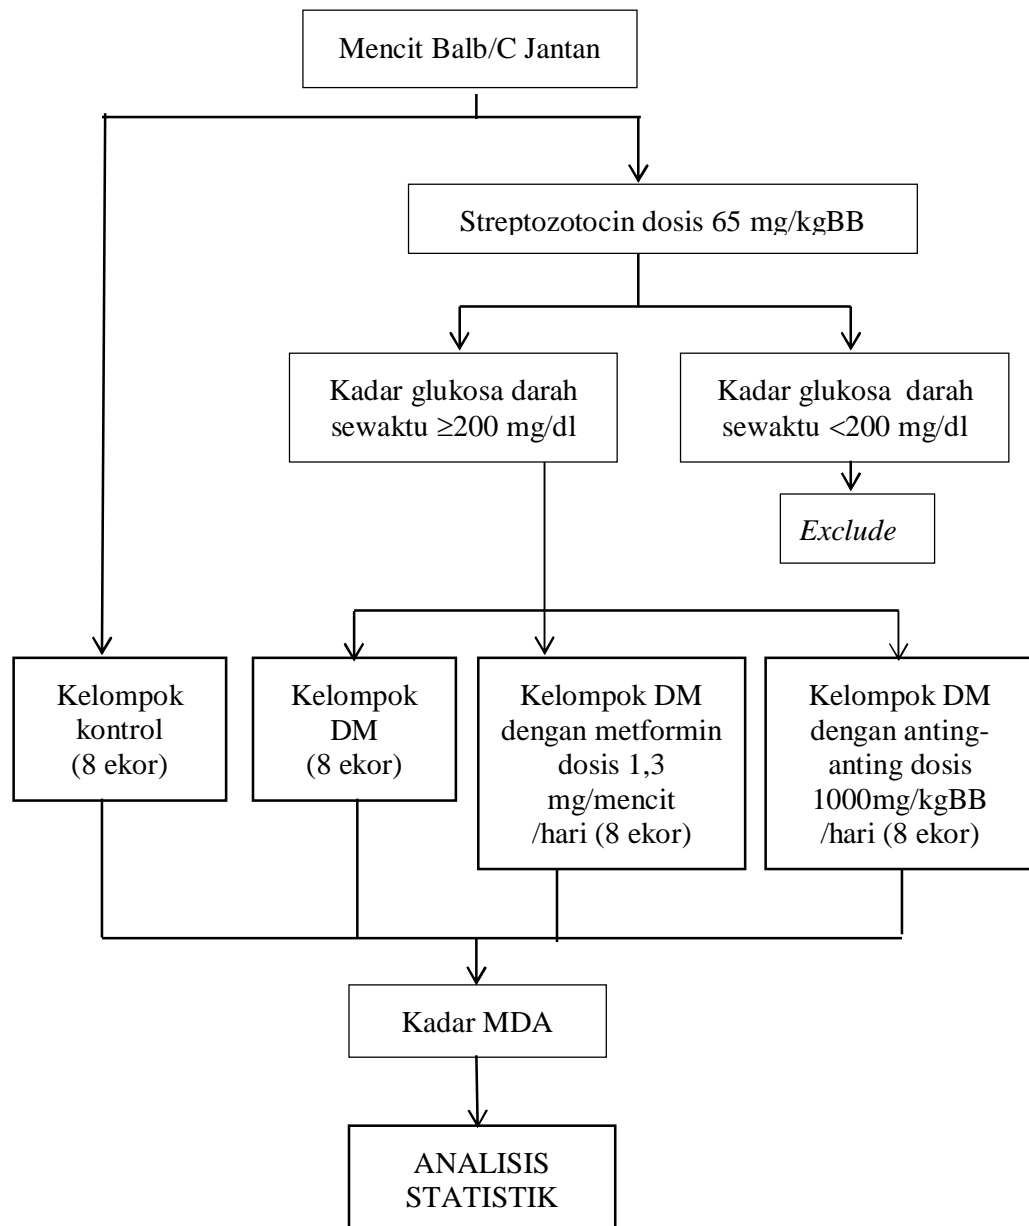 Mencit Balb/C Jantan
Streptozotocin dosis 65 mg/kgBB
Kadar glukosa darah
sewaktu ≥200 mg/dl
Kadar glukosa darah
sewaktu <200 mg/dl
Exclude
Kelompok
kontrol
(8 ekor)
Kelompok
DM
(8 ekor)
Kelompok DM
dengan metformin
dosis 1,3
mg/mencit
/hari (8 ekor)
Kelompok DM
dengan anting-
anting dosis
1000mg/kgBB
/hari (8 ekor)
Kadar MDA
ANALISIS
STATISTIK